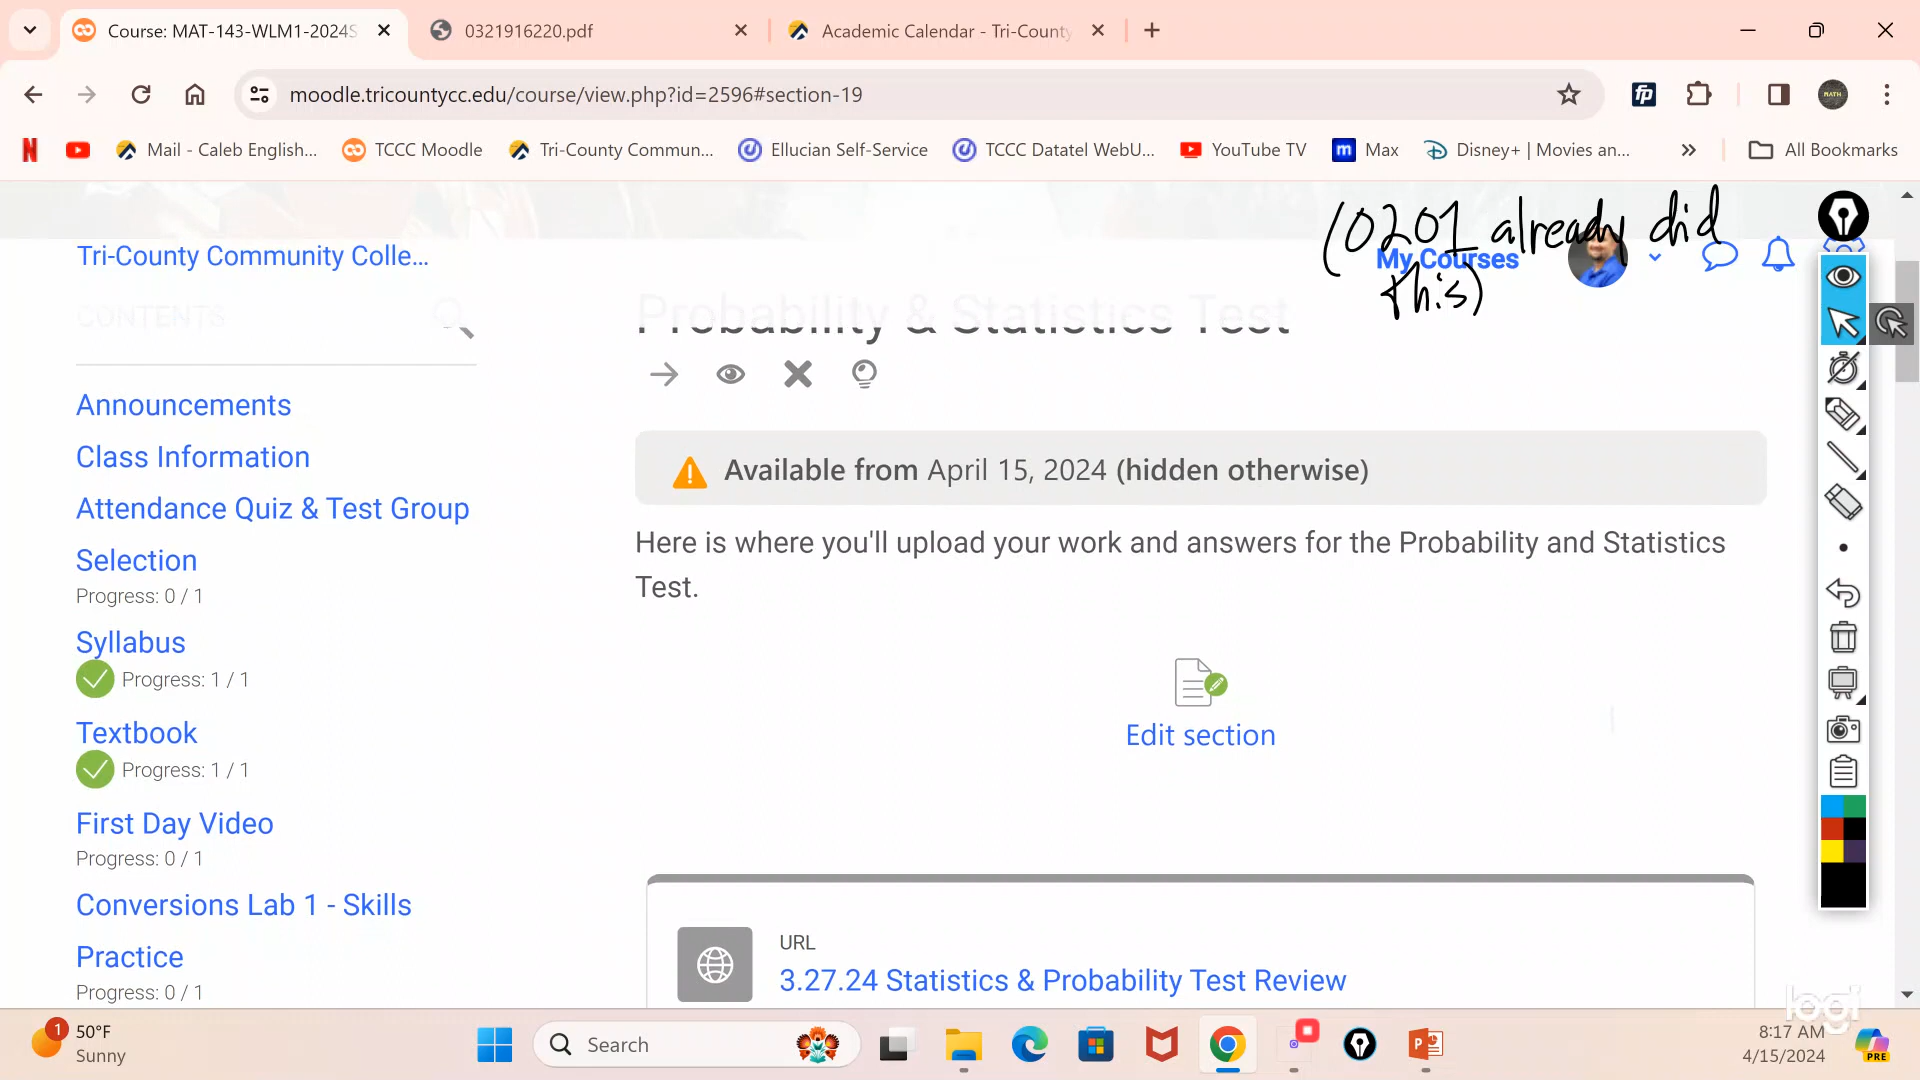 Course: MAT-143-WLM1-2024S
0321916220.pdf
Academic Calendar - Tri-County
moodle.tricountycc.edu/course/view.php?id=2596#section-19
Mail - Caleb English...
TCCC Moodle
Tri-County Commun...
Ellucian Self-Service
TCCC Datatel WebU...
YouTube TV
Max
Disney+ | Movies an...
All Bookmarks
(0201 already did
this)
Tri-County Community Colle...
My Courses
CONTENTS
Probability & Statistics Test
Announcements
Class Information
Attendance Quiz & Test Group
Selection
Progress: 0 / 1
Syllabus
Progress: 1 / 1
Textbook
Progress: 1 / 1
First Day Video
Progress: 0 / 1
Conversions Lab 1 - Skills
Practice
Progress: 0 / 1
Available from April 15, 2024 (hidden otherwise)
Here is where you'll upload your work and answers for the Probability and Statistics
Test.
Edit section
URL
3.27.24 Statistics & Probability Test Review
logi
1
50°F
Sunny
Search
8:17 AM
4/15/2024
PRE